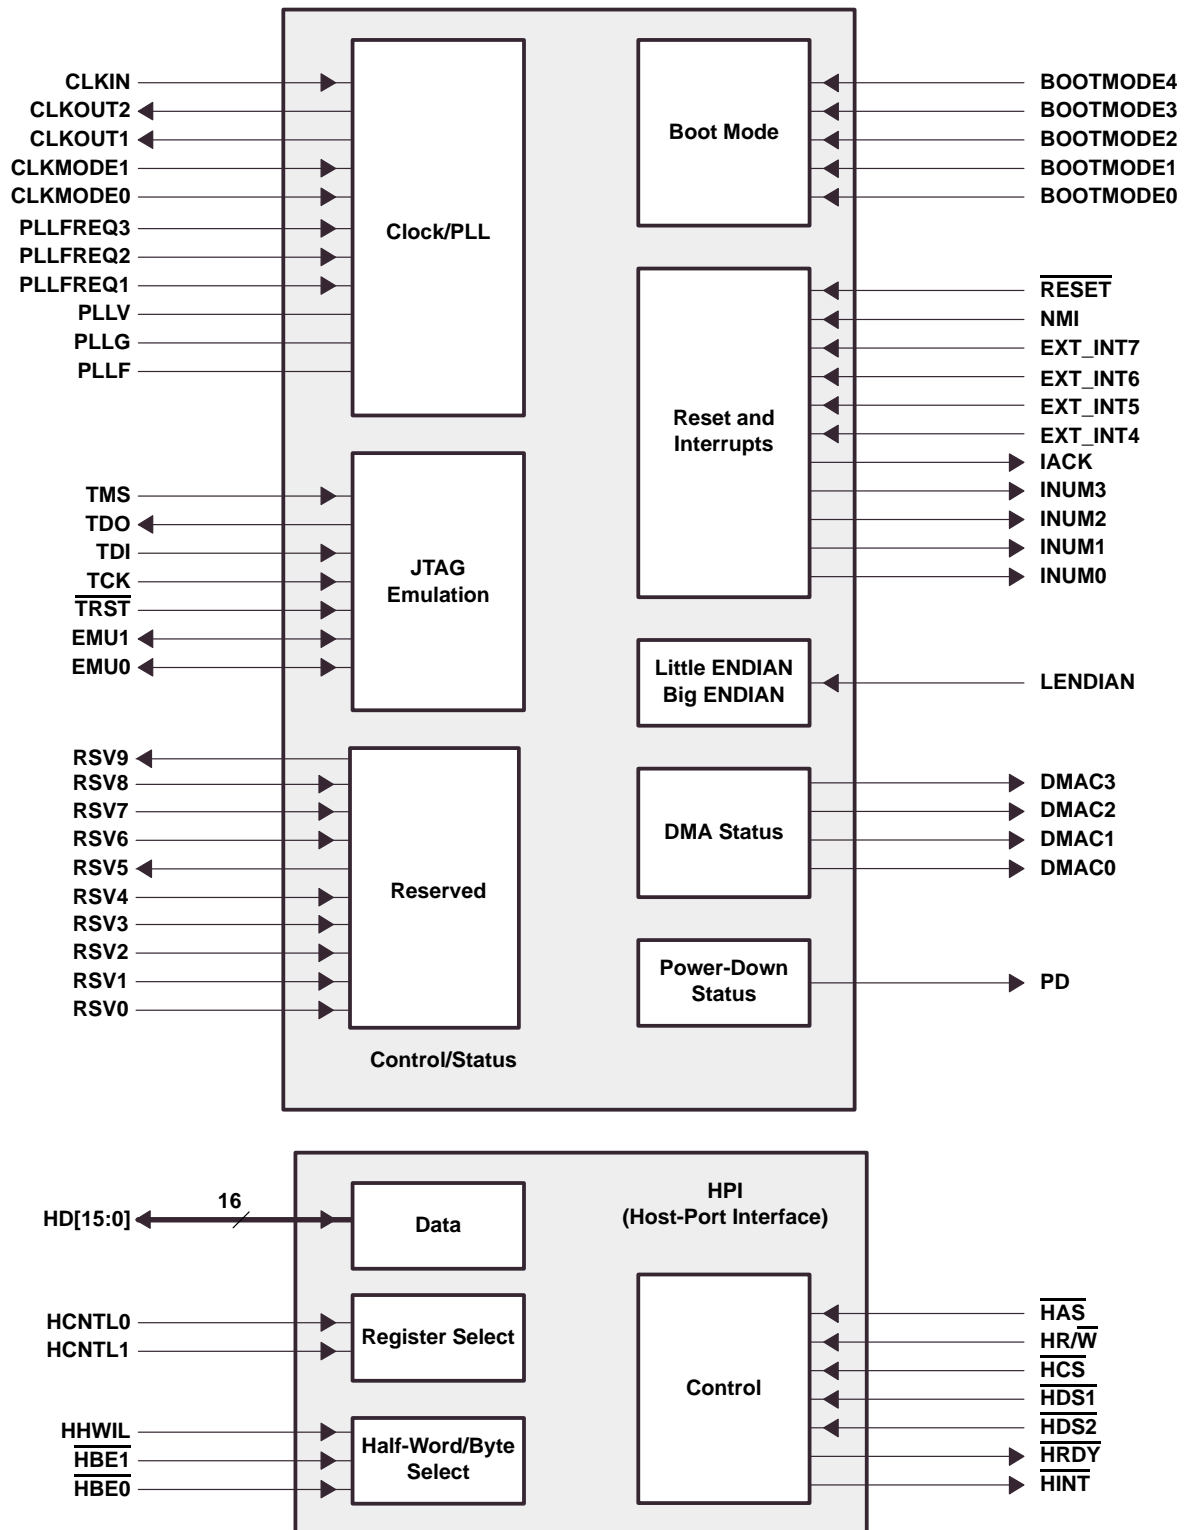 CLKIN
CLKOUT2
CLKOUT1
CLKMODE1
CLKMODE0
PLLFREQ3
PLLFREQ2
PLLFREQ1
PLLV
PLLG
PLLF
Clock/PLL
Boot Mode
BOOTMODE4
BOOTMODE3
BOOTMODE2
BOOTMODE1
BOOTMODE0
Reset and
Interrupts
RESET
NMI
EXT_INT7
EXT_INT6
EXT_INT5
EXT_INT4
IACK
INUM3
INUM2
INUM1
INUM0
TMS
TDO
TDI
TCK
TRST
EMU1
EMU0
JTAG
Emulation
Little ENDIAN
Big ENDIAN
LENDIAN
RSV9
RSV8
RSV7
RSV6
RSV5
RSV4
RSV3
RSV2
RSV1
RSV0
Reserved
DMA Status
DMAC3
DMAC2
DMAC1
DMAC0
Power-Down
Status
PD
Control/Status
HPI
(Host-Port Interface)
HD[15:0]
16
Data
HCNTL0
HCNTL1
Register Select
HHWIL
HBE1
HBE0
Half-Word/Byte
Select
Control
HAS
HR/W
HCS
HDS1
HDS2
HRDY
HINT